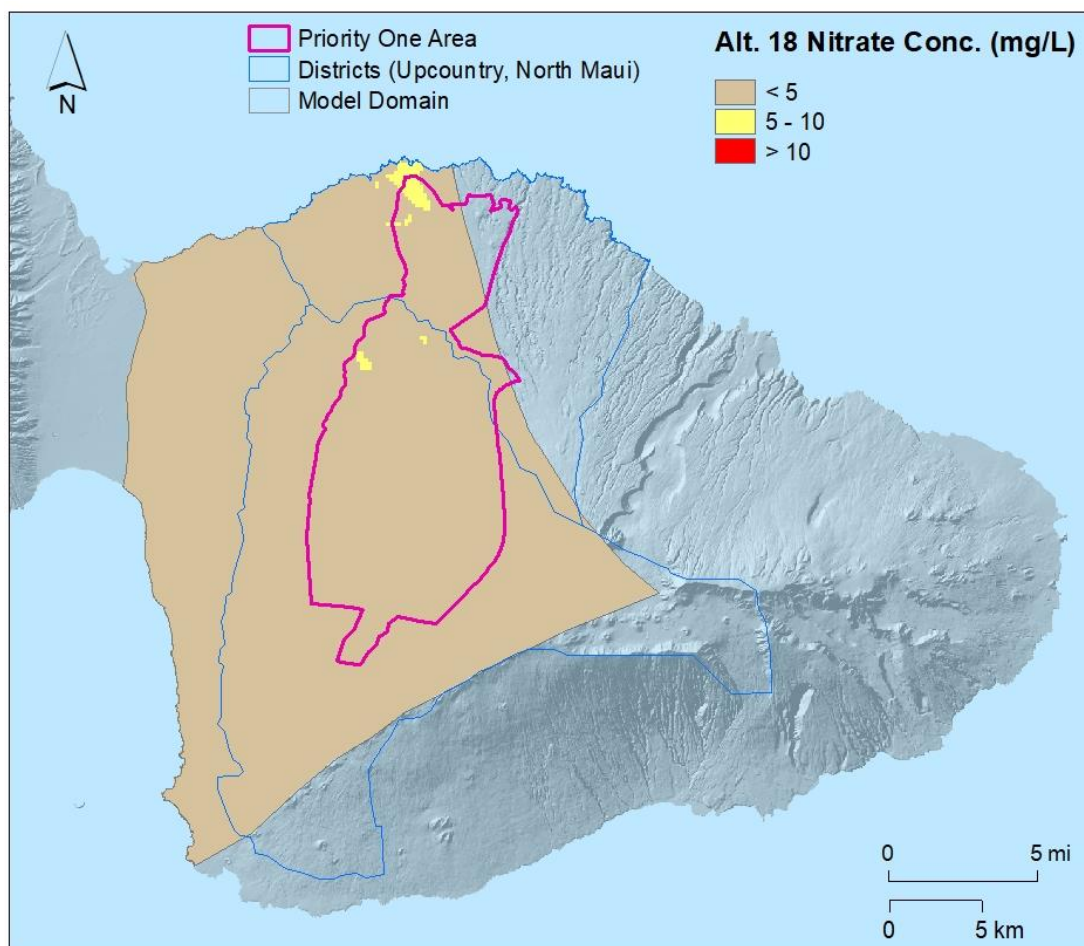 N
Priority One Area
Districts (Upcountry, North Maui)
Model Domain
Alt. 18 Nitrate Conc. (mg/L)
< 5
5 - 10
> 10
0 5 mi
0 5 km